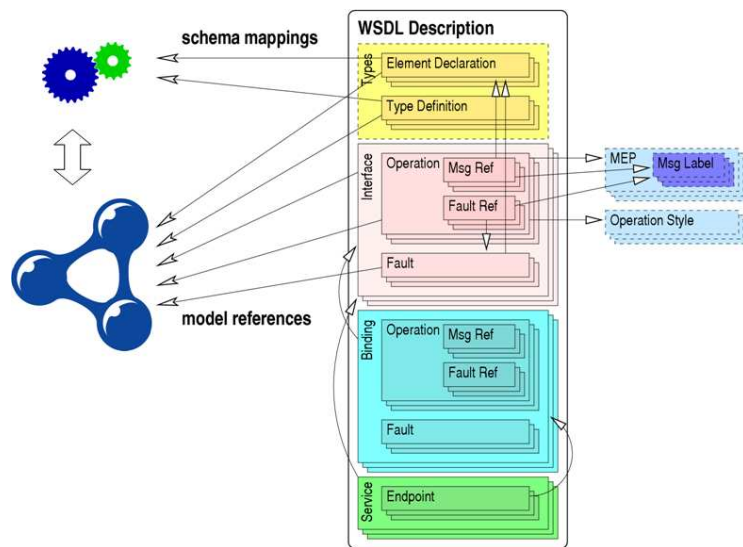 WSDL Description
schema mappings
Types
Element Declaration
Type Definition
Interface
Operation
Msg Ref
Fault Ref
Fault
MEP
Msg Label
Operation Style
model references
Binding
Operation
Msg Ref
Fault Ref
Fault
Service
Endpoint